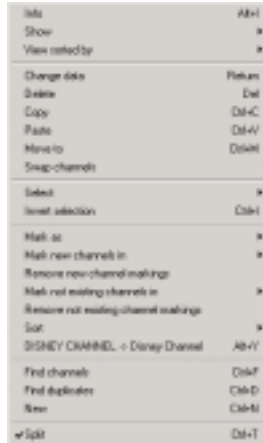 Info Alt+I
Show
View sorted by
Change data Return
Delete Del
Copy Ctrl+C
Paste Ctrl+V
Move to Ctrl+M
Swap channels
Select
Invert selection Ctrl+I
Mark as
Mark new channels in
Remove new channel markings
Mark not existing channels in
Remove not existing channel markings
Sort
DISNEY CHANNEL -> Disney Channel Alt+Y
Find channels Ctrl+F
Find duplicates Ctrl+D
New Ctrl+N
Split Ctrl+T